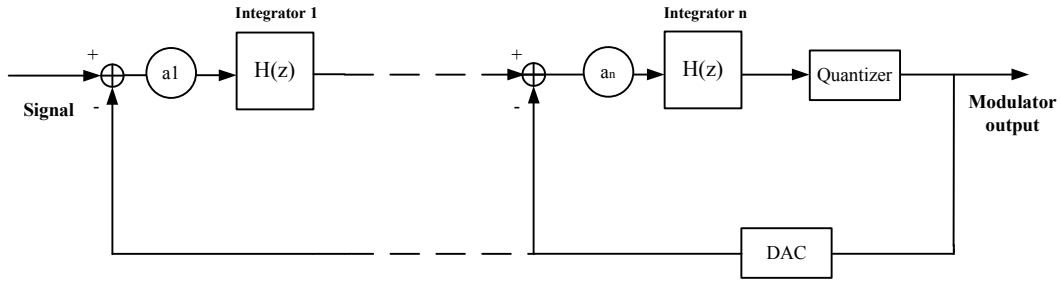 Integrator 1
Integrator n
+
a1
H(z)
+
an
H(z)
Quantizer
Signal
-
-
Modulator
output
DAC